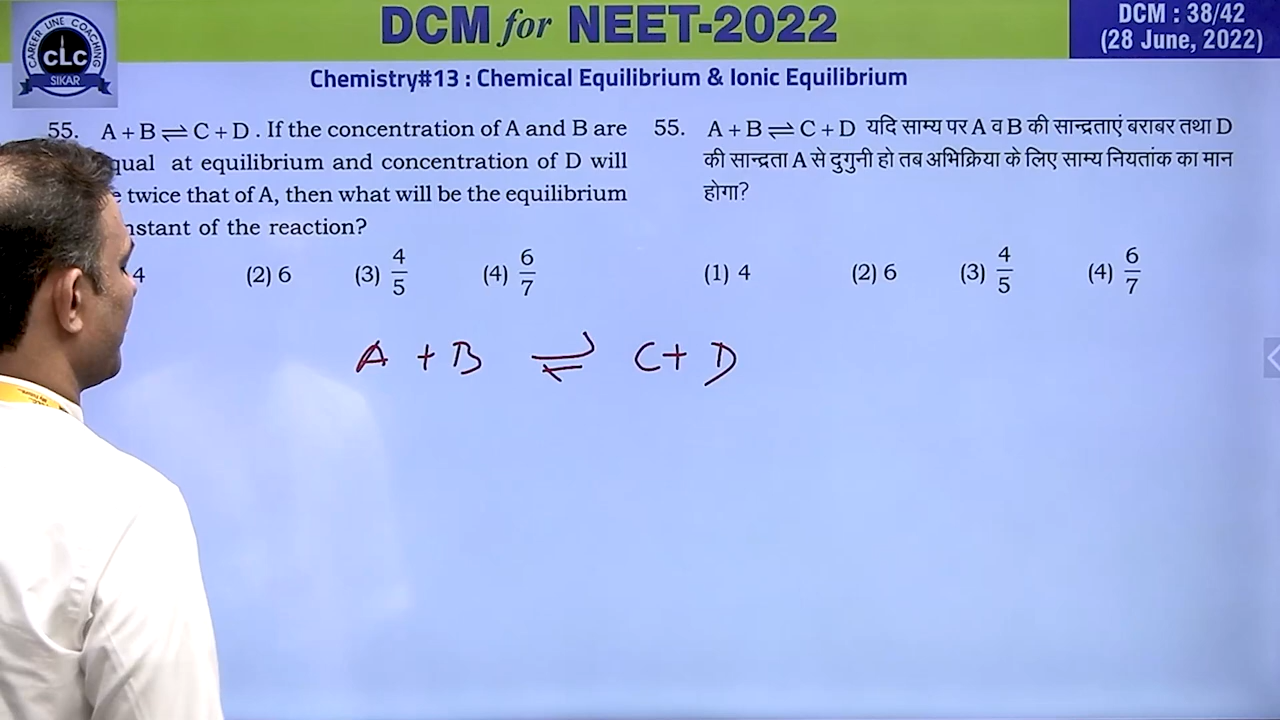 DCM for NEET-2022
DCM : 38/42
(28 June, 2022)
CAREER LINE COACHING
CLC
SIKAR
Chemistry#13 : Chemical Equilibrium & Ionic Equilibrium
55. A + B ⇌ C + D . If the concentration of A and B are
qual at equilibrium and concentration of D will
e twice that of A, then what will be the equilibrium
nstant of the reaction?
4 (2) 6 (3) 4/5 (4) 6/7
55. A + B ⇌ C + D यदि साम्य पर A व B की सान्द्रताएं बराबर तथा D
की सान्द्रता A से दुगुनी हो तब अभिक्रिया के लिए साम्य नियतांक का मान
होगा?
(1) 4 (2) 6 (3) 4/5 (4) 6/7
A + B ⇌ C + D